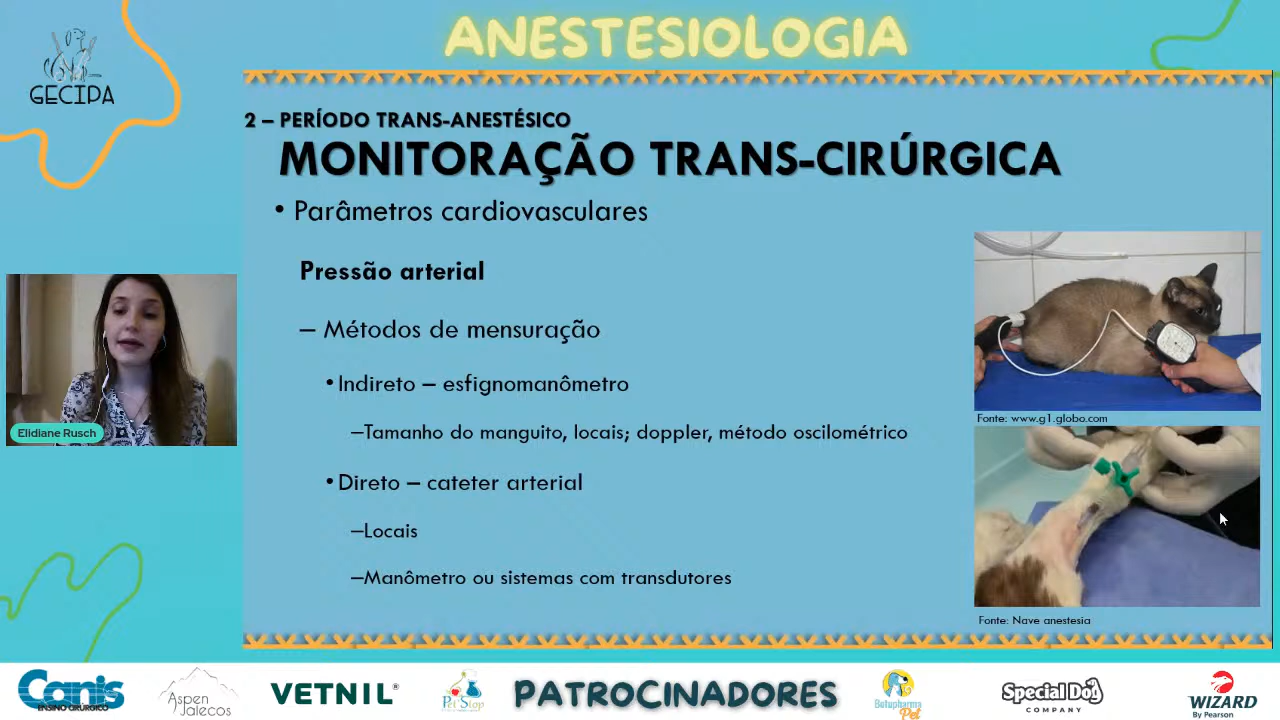 ANESTESIOLOGIA
GECIPA
2 – PERÍODO TRANS-ANESTÉSICO
MONITORAÇÃO TRANS-CIRÚRGICA
• Parâmetros cardiovasculares
Pressão arterial
– Métodos de mensuração
• Indireto – esfignomanômetro
–Tamanho do manguito, locais; doppler, método oscilométrico
• Direto – cateter arterial
–Locais
–Manômetro ou sistemas com transdutores
Fonte: www.g1.globo.com
Fonte: Nave anestesia
Elidiane Rusch
Canis
ENSINO CIRÚRGICO
Aspen
Jalecos
VETNIL®
Pet Stop
PATROCINADORES
Botupharma
Pet
Special Dog
COMPANY
WIZARD
By Pearson